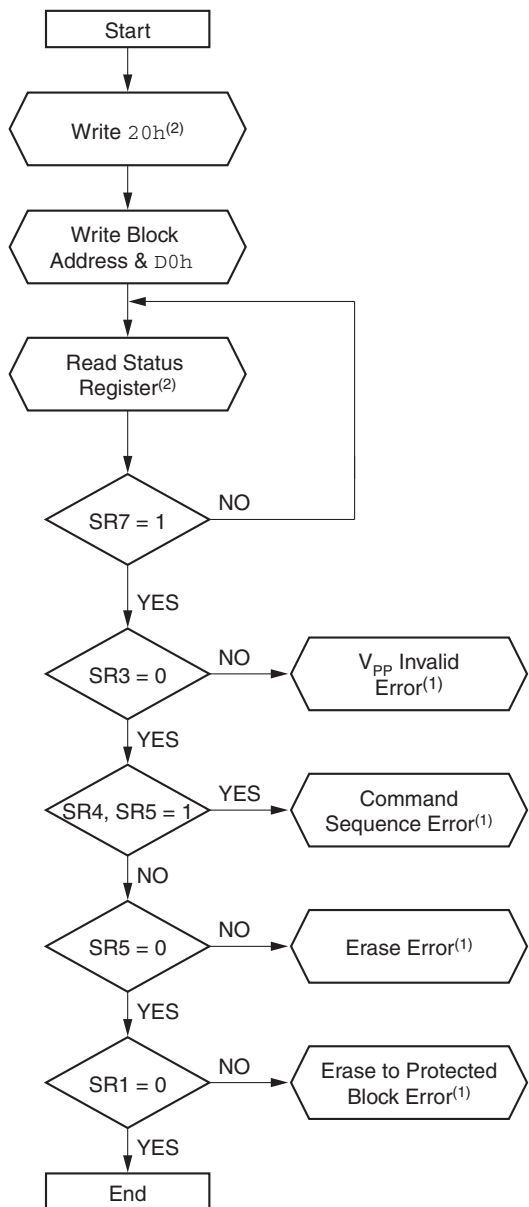 Start
Write 20h(2)
Write Block
Address & D0h
Read Status
Register(2)
SR7 = 1
NO
YES
SR3 = 0
NO
VPP Invalid
Error(1)
YES
SR4, SR5 = 1
YES
Command
Sequence Error(1)
NO
SR5 = 0
NO
Erase Error(1)
YES
SR1 = 0
NO
Erase to Protected
Block Error(1)
YES
End